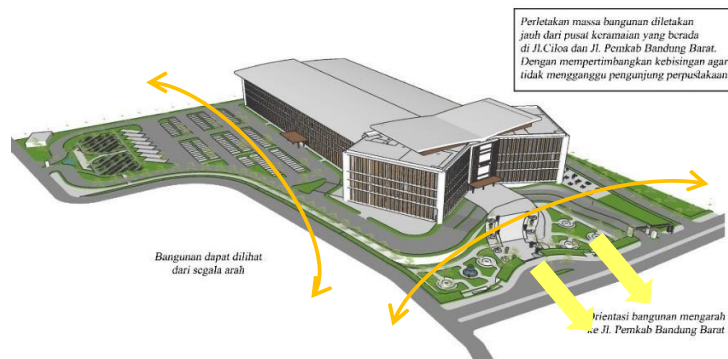 Perletakan massa bangunan diletakan
jauh dari pusat keramaian yang berada
di Jl.Ciloa dan Jl. Pemkab Bandung Barat.
Dengan mempertimbangkan kebisingan agar
tidak mengganggu pengunjung perpustakaan
Bangunan dapat dilihat
dari segala arah
Orientasi bangunan mengarah
ke Jl. Pemkab Bandung Barat